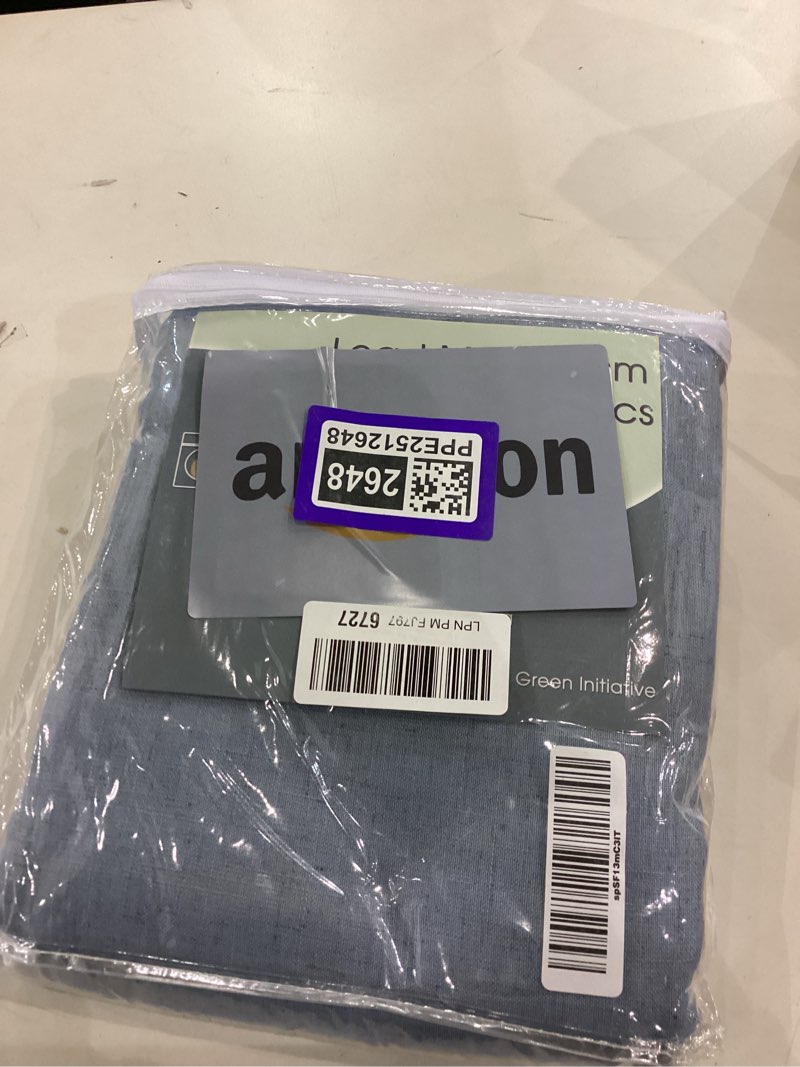 m
cs
PPE2512648
2648
LPN PM FJ797 6727
Green Initiative
spSF13mC3IT